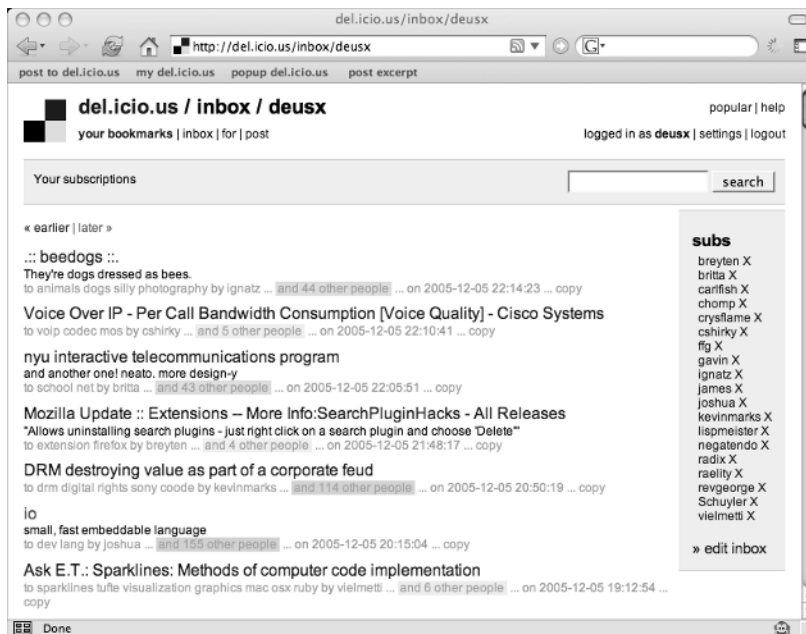 del.icio.us/inbox/deusx
http://del.icio.us/inbox/deusx
G
post to del.icio.us my del.icio.us popup del.icio.us post excerpt
del.icio.us / inbox / deusx
popular | help
your bookmarks | inbox | for | post
logged in as deusx | settings | logout
Your subscriptions
search
« earlier | later »
.:: beedogs ::.
They're dogs dressed as bees.
to animals dogs silly photography by ignatz ... and 44 other people ... on 2005-12-05 22:14:23 ... copy
Voice Over IP - Per Call Bandwidth Consumption [Voice Quality] - Cisco Systems
to voip codec mos by cshirky ... and 5 other people ... on 2005-12-05 22:10:41 ... copy
nyu interactive telecommunications program
and another one! neato. more design-y
to school net by britta ... and 43 other people ... on 2005-12-05 22:05:51 ... copy
Mozilla Update :: Extensions -- More Info:SearchPluginHacks - All Releases
"Allows uninstalling search plugins - just right click on a search plugin and choose 'Delete'"
to extension firefox by breyten ... and 4 other people ... on 2005-12-05 21:48:17 ... copy
DRM destroying value as part of a corporate feud
to drm digital rights sony coode by kevinmarks ... and 114 other people ... on 2005-12-05 20:50:19 ... copy
io
small, fast embeddable language
to dev lang by joshua ... and 155 other people ... on 2005-12-05 20:15:04 ... copy
Ask E.T.: Sparklines: Methods of computer code implementation
to sparklines tufte visualization graphics mac osx ruby by vielmetti ... and 6 other people ... on 2005-12-05 19:12:54 ...
copy
subs
breyten X
britta X
carlfish X
chomp X
crysflame X
cshirky X
ffg X
gavin X
ignatz X
james X
joshua X
kevinmarks X
lispmeister X
negatendo X
radix X
raelity X
revgeorge X
Schuyler X
vielmetti X
» edit inbox
Done